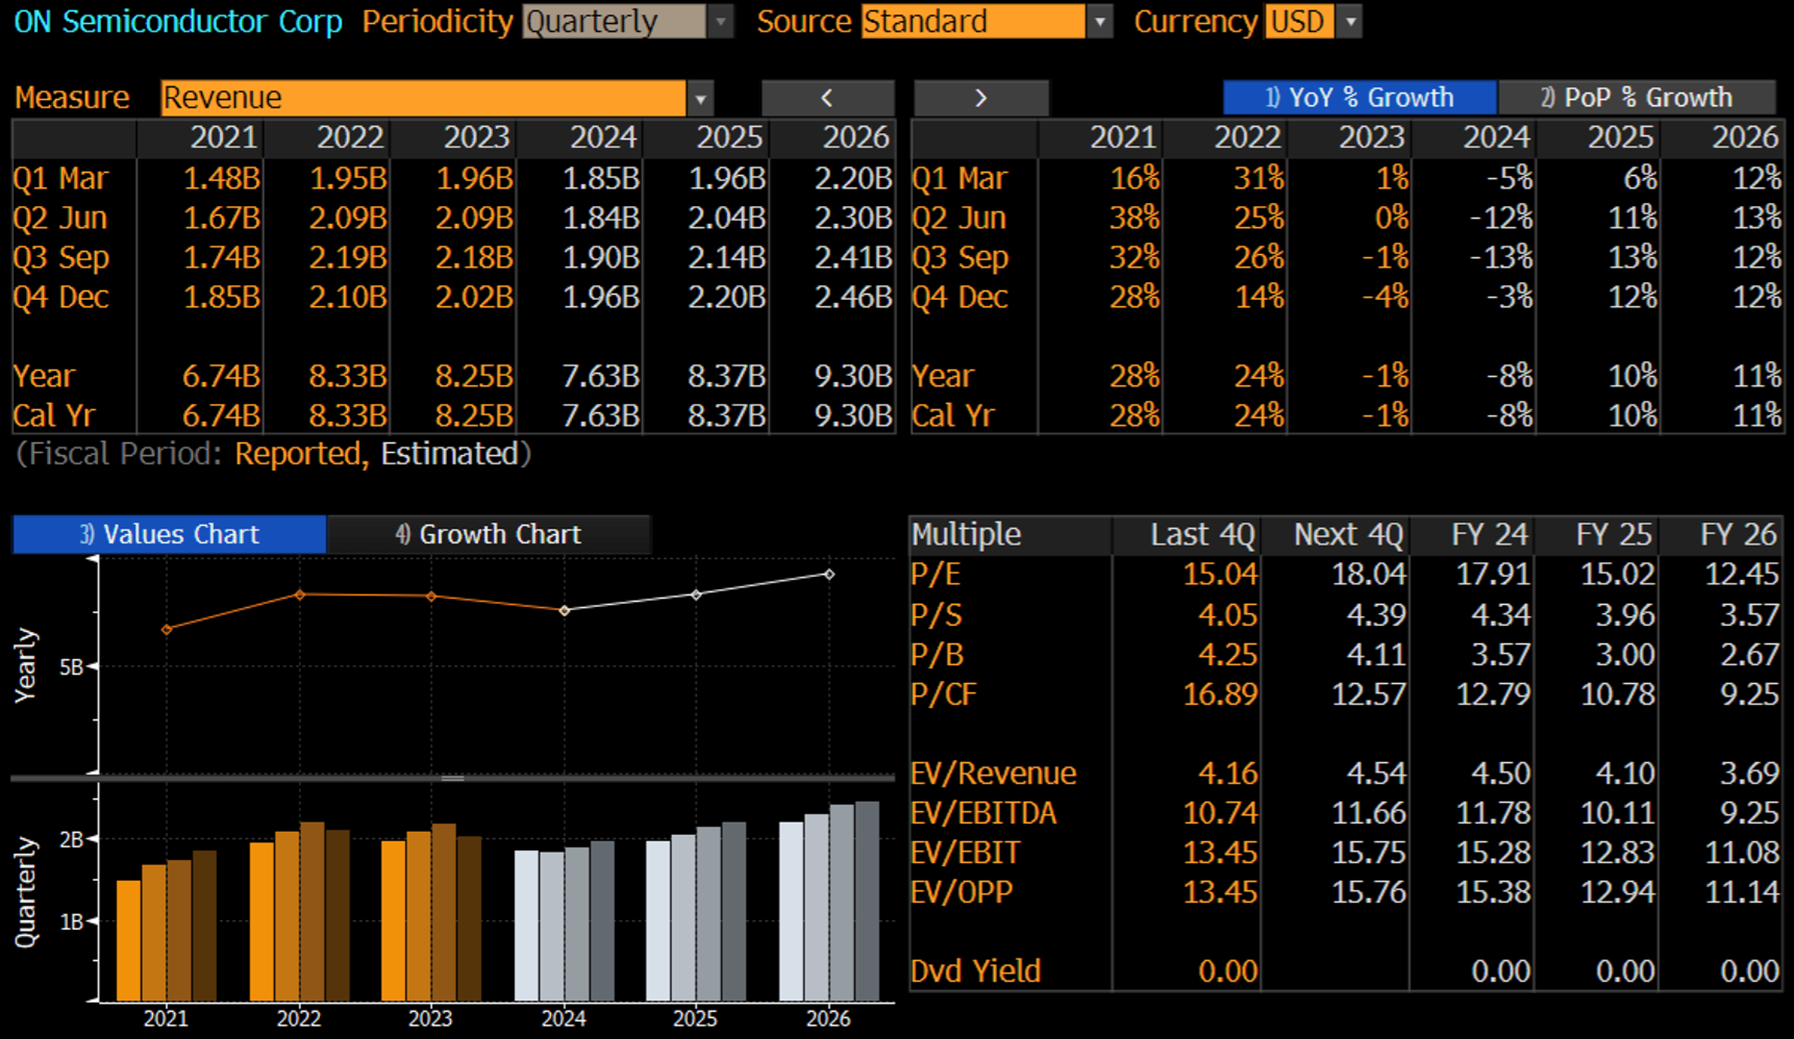 ON Semiconductor Corp Periodicity Quarterly Source Standard Currency USD
Measure Revenue < > 1) YoY % Growth 2) PoP % Growth
2021 2022 2023 2024 2025 2026 2021 2022 2023 2024 2025 2026
Q1 Mar 1.48B 1.95B 1.96B 1.85B 1.96B 2.20B Q1 Mar 16% 31% 1% -5% 6% 12%
Q2 Jun 1.67B 2.09B 2.09B 1.84B 2.04B 2.30B Q2 Jun 38% 25% 0% -12% 11% 13%
Q3 Sep 1.74B 2.19B 2.18B 1.90B 2.14B 2.41B Q3 Sep 32% 26% -1% -13% 13% 12%
Q4 Dec 1.85B 2.10B 2.02B 1.96B 2.20B 2.46B Q4 Dec 28% 14% -4% -3% 12% 12%
Year 6.74B 8.33B 8.25B 7.63B 8.37B 9.30B Year 28% 24% -1% -8% 10% 11%
Cal Yr 6.74B 8.33B 8.25B 7.63B 8.37B 9.30B Cal Yr 28% 24% -1% -8% 10% 11%
(Fiscal Period: Reported, Estimated)
3) Values Chart 4) Growth Chart
Yearly
5B
Quarterly
2B
1B
2021 2022 2023 2024 2025 2026
Multiple Last 4Q Next 4Q FY 24 FY 25 FY 26
P/E 15.04 18.04 17.91 15.02 12.45
P/S 4.05 4.39 4.34 3.96 3.57
P/B 4.25 4.11 3.57 3.00 2.67
P/CF 16.89 12.57 12.79 10.78 9.25
EV/Revenue 4.16 4.54 4.50 4.10 3.69
EV/EBITDA 10.74 11.66 11.78 10.11 9.25
EV/EBIT 13.45 15.75 15.28 12.83 11.08
EV/OPP 13.45 15.76 15.38 12.94 11.14
Dvd Yield 0.00 0.00 0.00 0.00